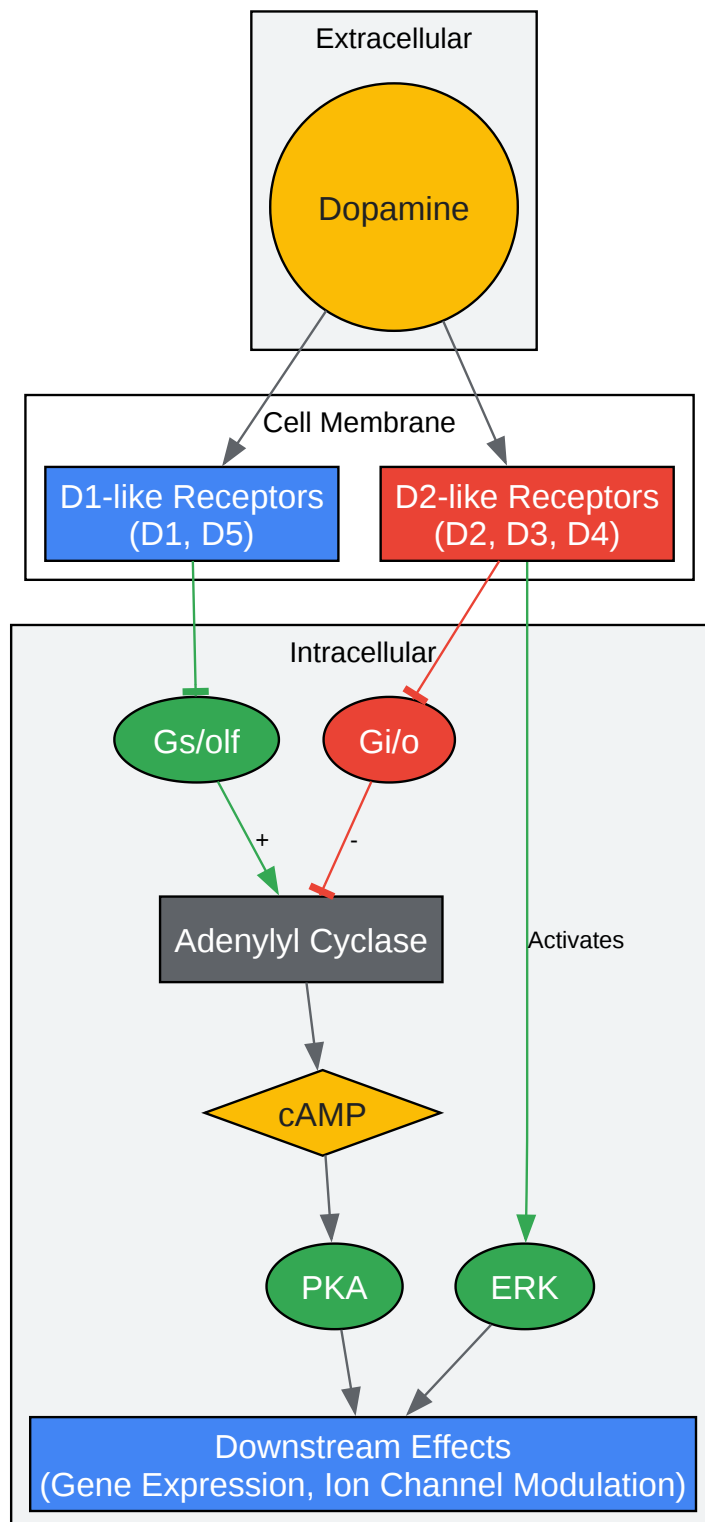 Extracellular
Dopamine
Cell Membrane
D1-like Receptors
(D1, D5)
D2-like Receptors
(D2, D3, D4)
Intracellular
Gs/olf
Gi/o
+
-
Adenylyl Cyclase
Activates
cAMP
PKA
ERK
Downstream Effects
(Gene Expression, Ion Channel Modulation)